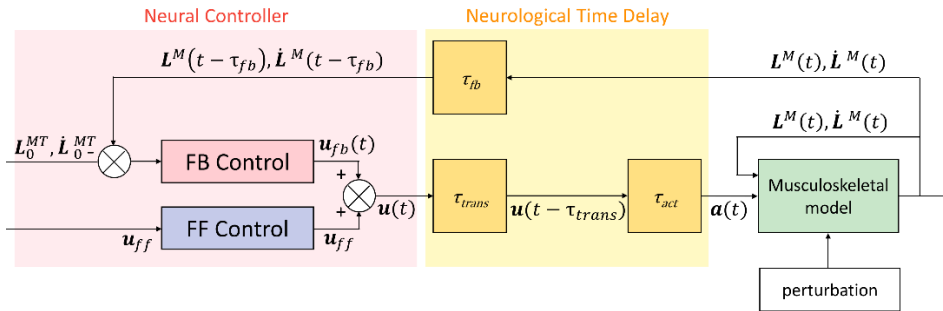 Neural Controller
Neurological Time Delay
L^M(t − τ_fb), L̇^M(t − τ_fb)
τ_fb
L^M(t), L̇^M(t)
L^M(t), L̇^M(t)
L_0^MT, L̇_0^MT
−
FB Control
u_fb(t)
+
+
u(t)
τ_trans
u(t − τ_trans)
τ_act
a(t)
Musculoskeletal
model
u_ff
FF Control
u_ff
perturbation